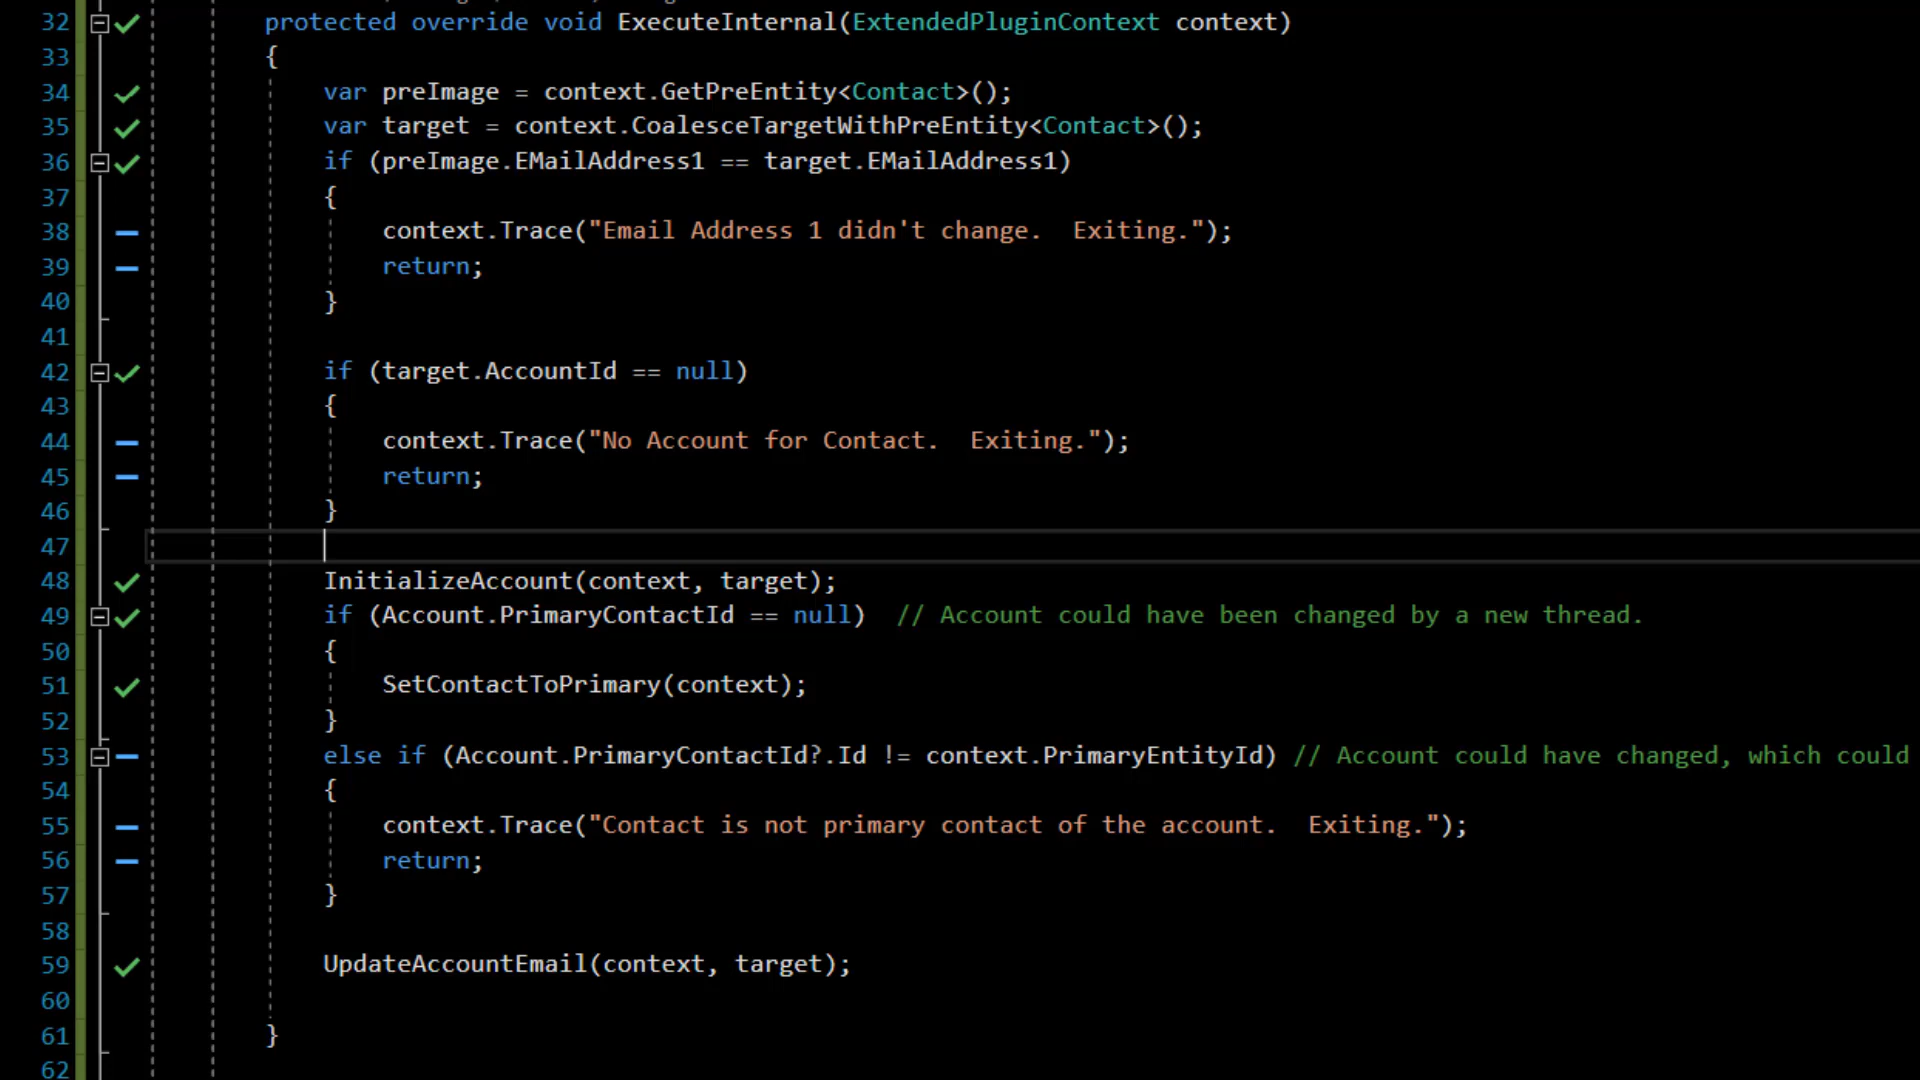 32 protected override void ExecuteInternal(ExtendedPluginContext context)
33 {
34 var preImage = context.GetPreEntity<Contact>();
35 var target = context.CoalesceTargetWithPreEntity<Contact>();
36 if (preImage.EMailAddress1 == target.EMailAddress1)
37 {
38 context.Trace("Email Address 1 didn't change.  Exiting.");
39 return;
40 }
41
42 if (target.AccountId == null)
43 {
44 context.Trace("No Account for Contact.  Exiting.");
45 return;
46 }
47
48 InitializeAccount(context, target);
49 if (Account.PrimaryContactId == null)  // Account could have been changed by a new thread.
50 {
51 SetContactToPrimary(context);
52 }
53 else if (Account.PrimaryContactId?.Id != context.PrimaryEntityId) // Account could have changed, which could
54 {
55 context.Trace("Contact is not primary contact of the account.  Exiting.");
56 return;
57 }
58
59 UpdateAccountEmail(context, target);
60
61 }
62